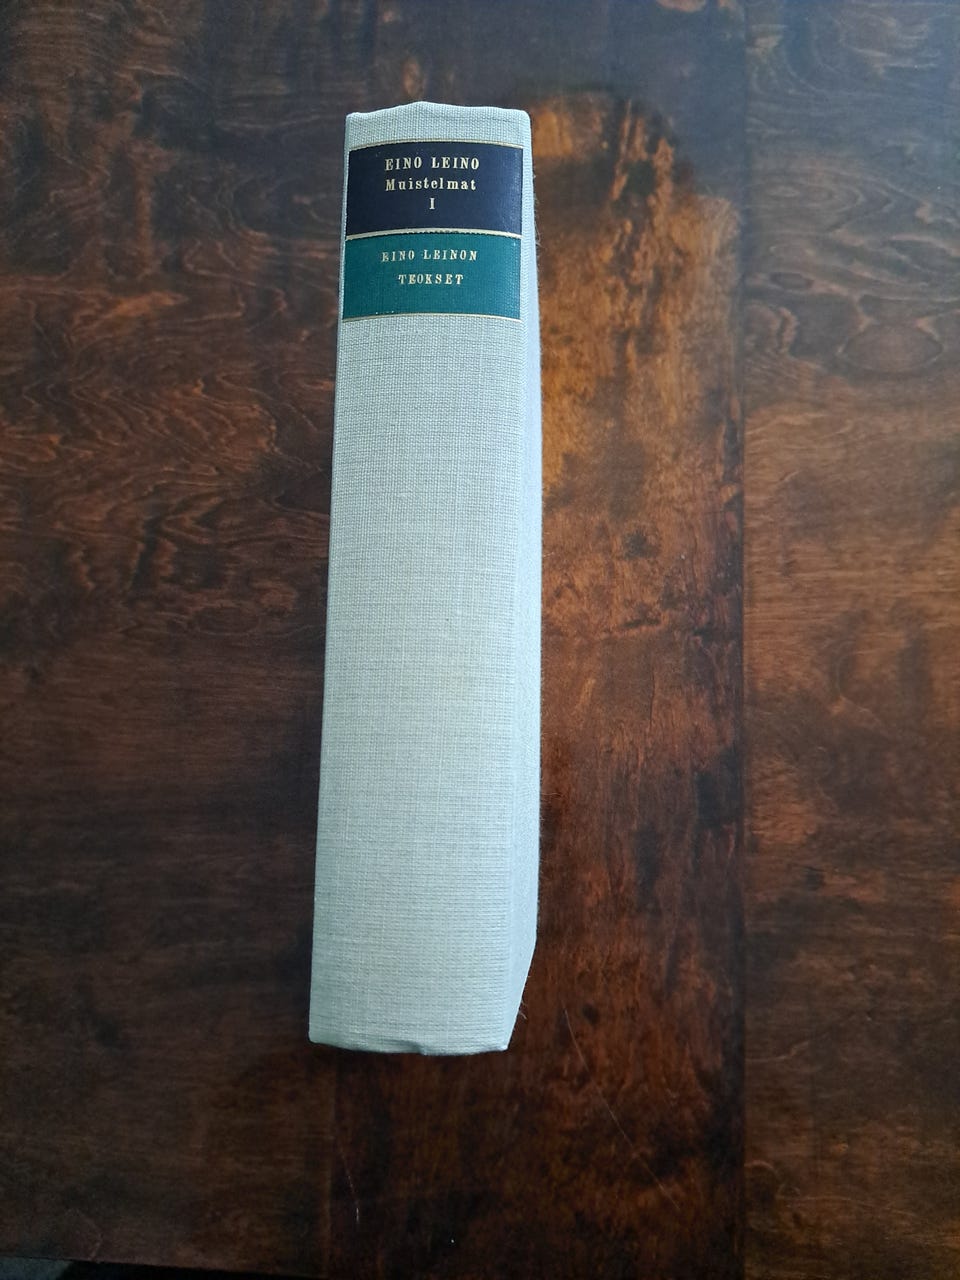 EINO LEINO
Muistelmat
I
EINO LEINON
TEOKSET